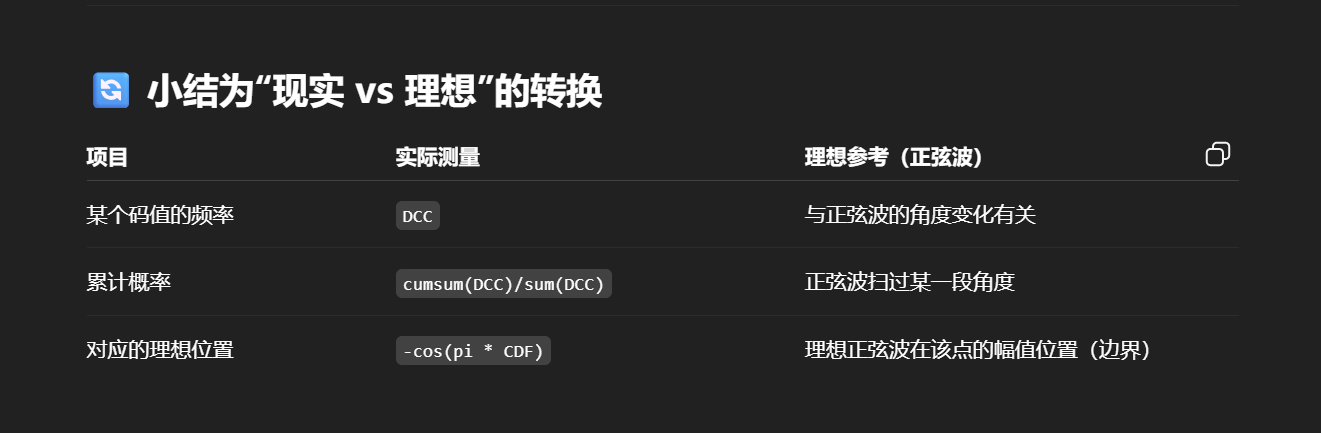 小结为“现实 vs 理想”的转换
项目 实际测量 理想参考（正弦波）
某个码值的频率 DCC 与正弦波的角度变化有关
累计概率 cumsum(DCC)/sum(DCC) 正弦波扫过某一段角度
对应的理想位置 -cos(pi * CDF) 理想正弦波在该点的幅值位置（边界）